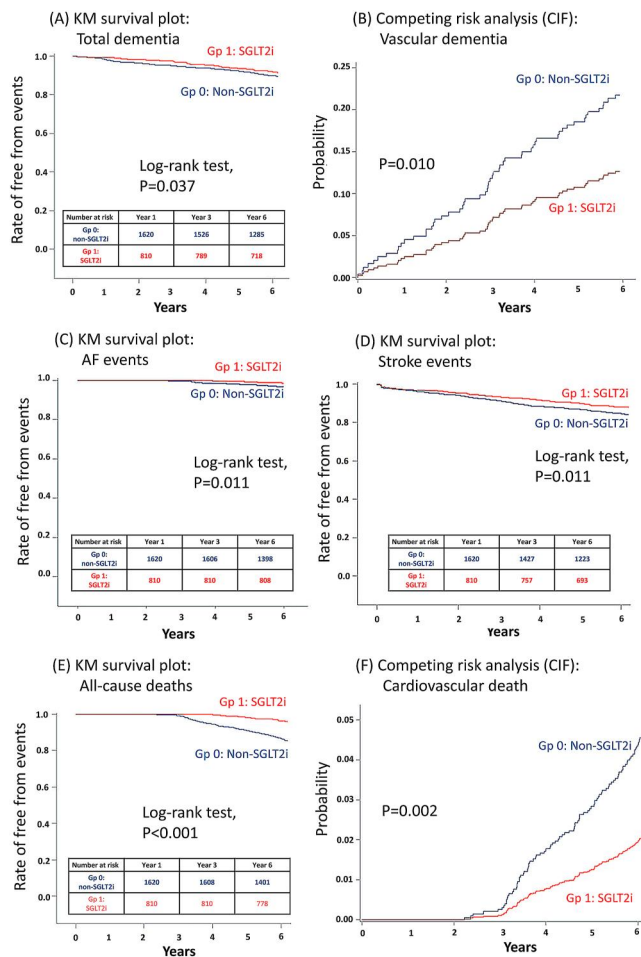 (A) KM survival plot:
Total dementia
Gp 1: SGLT2i
Gp 0: Non-SGLT2i
Log-rank test,
P=0.037
Rate of free from events
1.0
0.8
0.6
0.4
0.2
0.0
Number at risk Year 1 Year 3 Year 6
Gp 0:
non-SGLT2i 1620 1526 1285
Gp 1:
SGLT2i 810 789 718
0 1 2 3 4 5 6
Years
(B) Competing risk analysis (CIF):
Vascular dementia
Gp 0: Non-SGLT2i
P=0.010
Gp 1: SGLT2i
Probability
0.25
0.20
0.15
0.10
0.05
0.00
0 1 2 3 4 5 6
Years
(C) KM survival plot:
AF events
Gp 1: SGLT2i
Gp 0: Non-SGLT2i
Log-rank test,
P=0.011
Rate of free from events
1.0
0.8
0.6
0.4
0.2
0.0
Number at risk Year 1 Year 3 Year 6
Gp 0:
non-SGLT2i 1620 1606 1398
Gp 1:
SGLT2i 810 810 808
0 1 2 3 4 5 6
Years
(D) KM survival plot:
Stroke events
Gp 1: SGLT2i
Gp 0: Non-SGLT2i
Log-rank test,
P=0.011
Rate of free from events
1.0
0.8
0.6
0.4
0.2
0.0
Number at risk Year 1 Year 3 Year 6
Gp 0:
non-SGLT2i 1620 1427 1223
Gp 1:
SGLT2i 810 757 693
0 1 2 3 4 5 6
Years
(E) KM survival plot:
All-cause deaths
Gp 1: SGLT2i
Gp 0: Non-SGLT2i
Log-rank test,
P<0.001
Rate of free from events
1.0
0.8
0.6
0.4
0.2
0.0
Number at risk Year 1 Year 3 Year 6
Gp 0:
non-SGLT2i 1620 1608 1401
Gp 1:
SGLT2i 810 810 778
0 1 2 3 4 5 6
Years
(F) Competing risk analysis (CIF):
Cardiovascular death
Gp 0: Non-SGLT2i
P=0.002
Gp 1: SGLT2i
Probability
0.05
0.04
0.03
0.02
0.01
0.00
0 1 2 3 4 5 6
Years